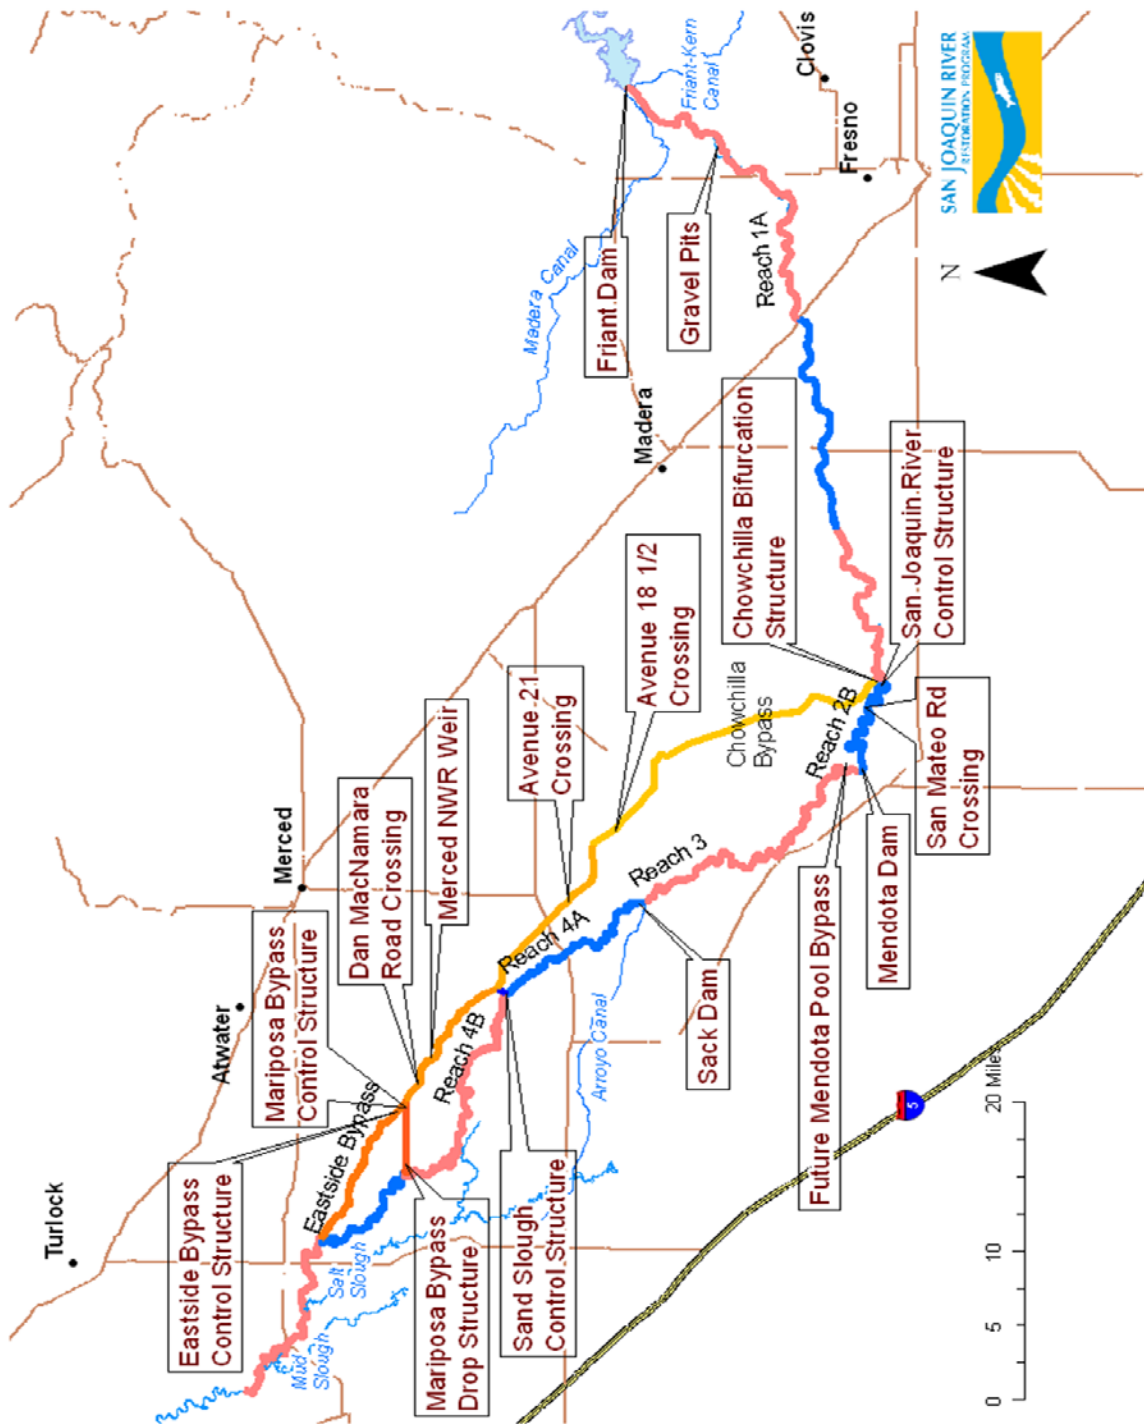 Turlock
Atwater
Merced
Madera
Clovis
Fresno
Eastside Bypass
Control Structure
Mariposa Bypass
Control Structure
Dan MacNamara
Road Crossing
Merced NWR Weir
Avenue 21
Crossing
Avenue 18 1/2
Crossing
Chowchilla Bifurcation
Structure
San Joaquin River
Control Structure
San Mateo Rd
Crossing
Mendota Dam
Future Mendota Pool Bypass
Sack Dam
Sand Slough
Control Structure
Mariposa Bypass
Drop Structure
Friant Dam
Gravel Pits
Madera Canal
Friant-Kern
Canal
Reach 1A
Reach 2B
Reach 3
Reach 4A
Reach 4B
Chowchilla
Bypass
Eastside Bypass
Salt
Slough
Mud
Slough
Arroyo Canal
5
0 5 10 20 Miles
N
SAN JOAQUIN RIVER
RESTORATION PROGRAM